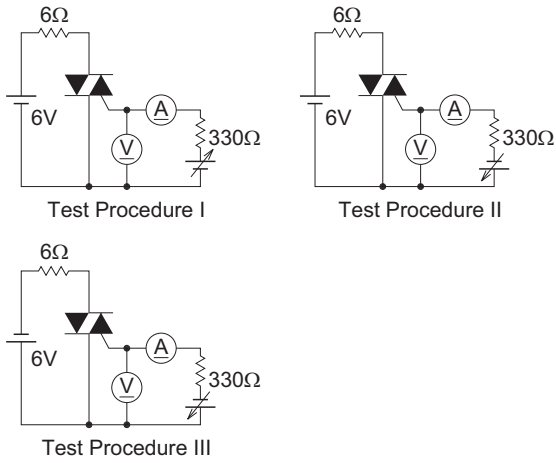 6Ω
6V
A
V
330Ω
Test Procedure I
6Ω
6V
A
V
330Ω
Test Procedure II
6Ω
6V
A
V
330Ω
Test Procedure III